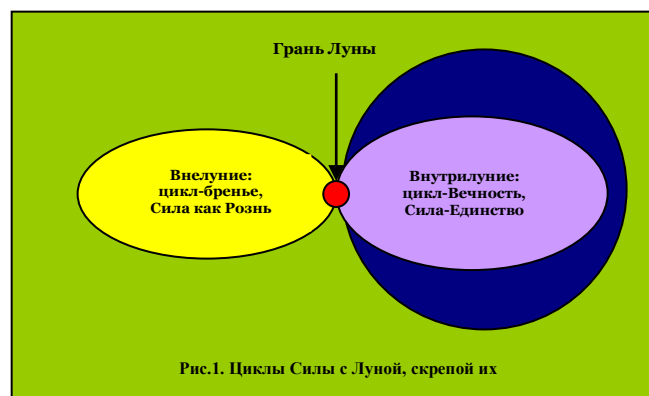 Грань Луны
Внелуние:
цикл-бренье,
Сила как Рознь
Внутрилуние:
цикл-Вечность,
Сила-Единство
Рис.1. Циклы Силы с Луной, скрепой их